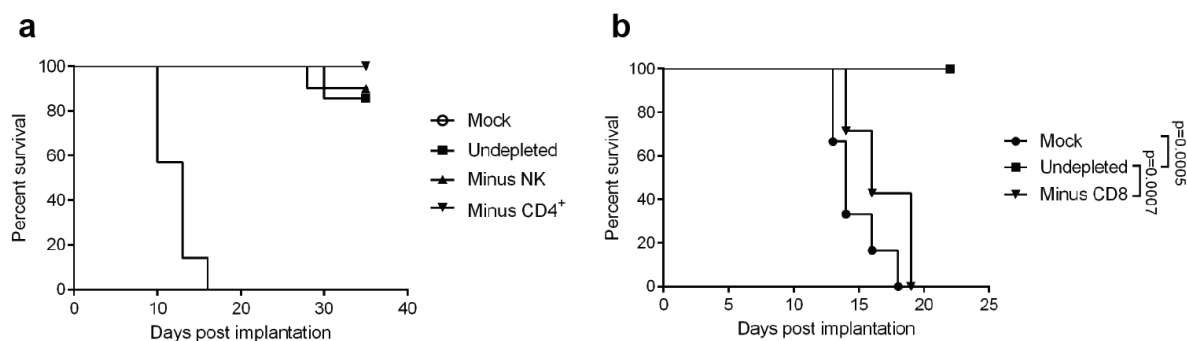 a
100
80
60
40
20
0
Percent survival
0 10 20 30 40
Days post implantation
Mock
Undepleted
Minus NK
Minus CD4+
b
100
80
60
40
20
0
Percent survival
0 5 10 15 20 25
Days post implantation
Mock
Undepleted
Minus CD8
p=0.0005
p=0.0007